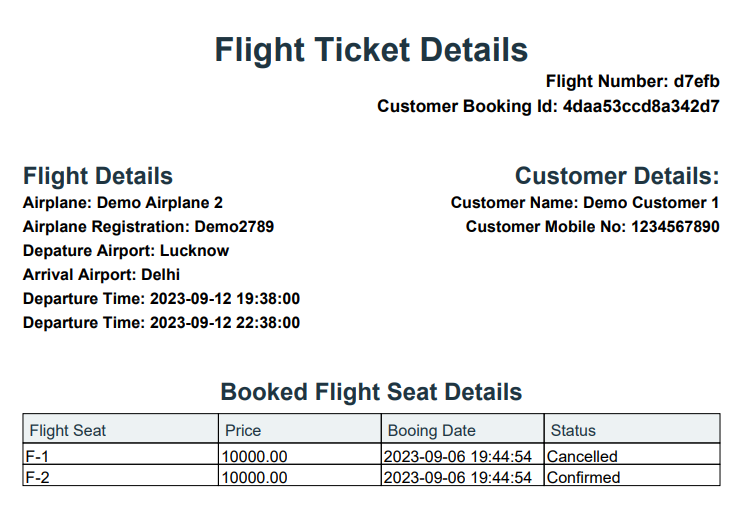 Flight Ticket Details
Flight Number: d7efb
Customer Booking Id: 4daa53ccd8a342d7
Flight Details
Airplane: Demo Airplane 2
Airplane Registration: Demo2789
Depature Airport: Lucknow
Arrival Airport: Delhi
Departure Time: 2023-09-12 19:38:00
Departure Time: 2023-09-12 22:38:00
Customer Details:
Customer Name: Demo Customer 1
Customer Mobile No: 1234567890
Booked Flight Seat Details
Flight Seat Price Booing Date Status
F-1 10000.00 2023-09-06 19:44:54 Cancelled
F-2 10000.00 2023-09-06 19:44:54 Confirmed